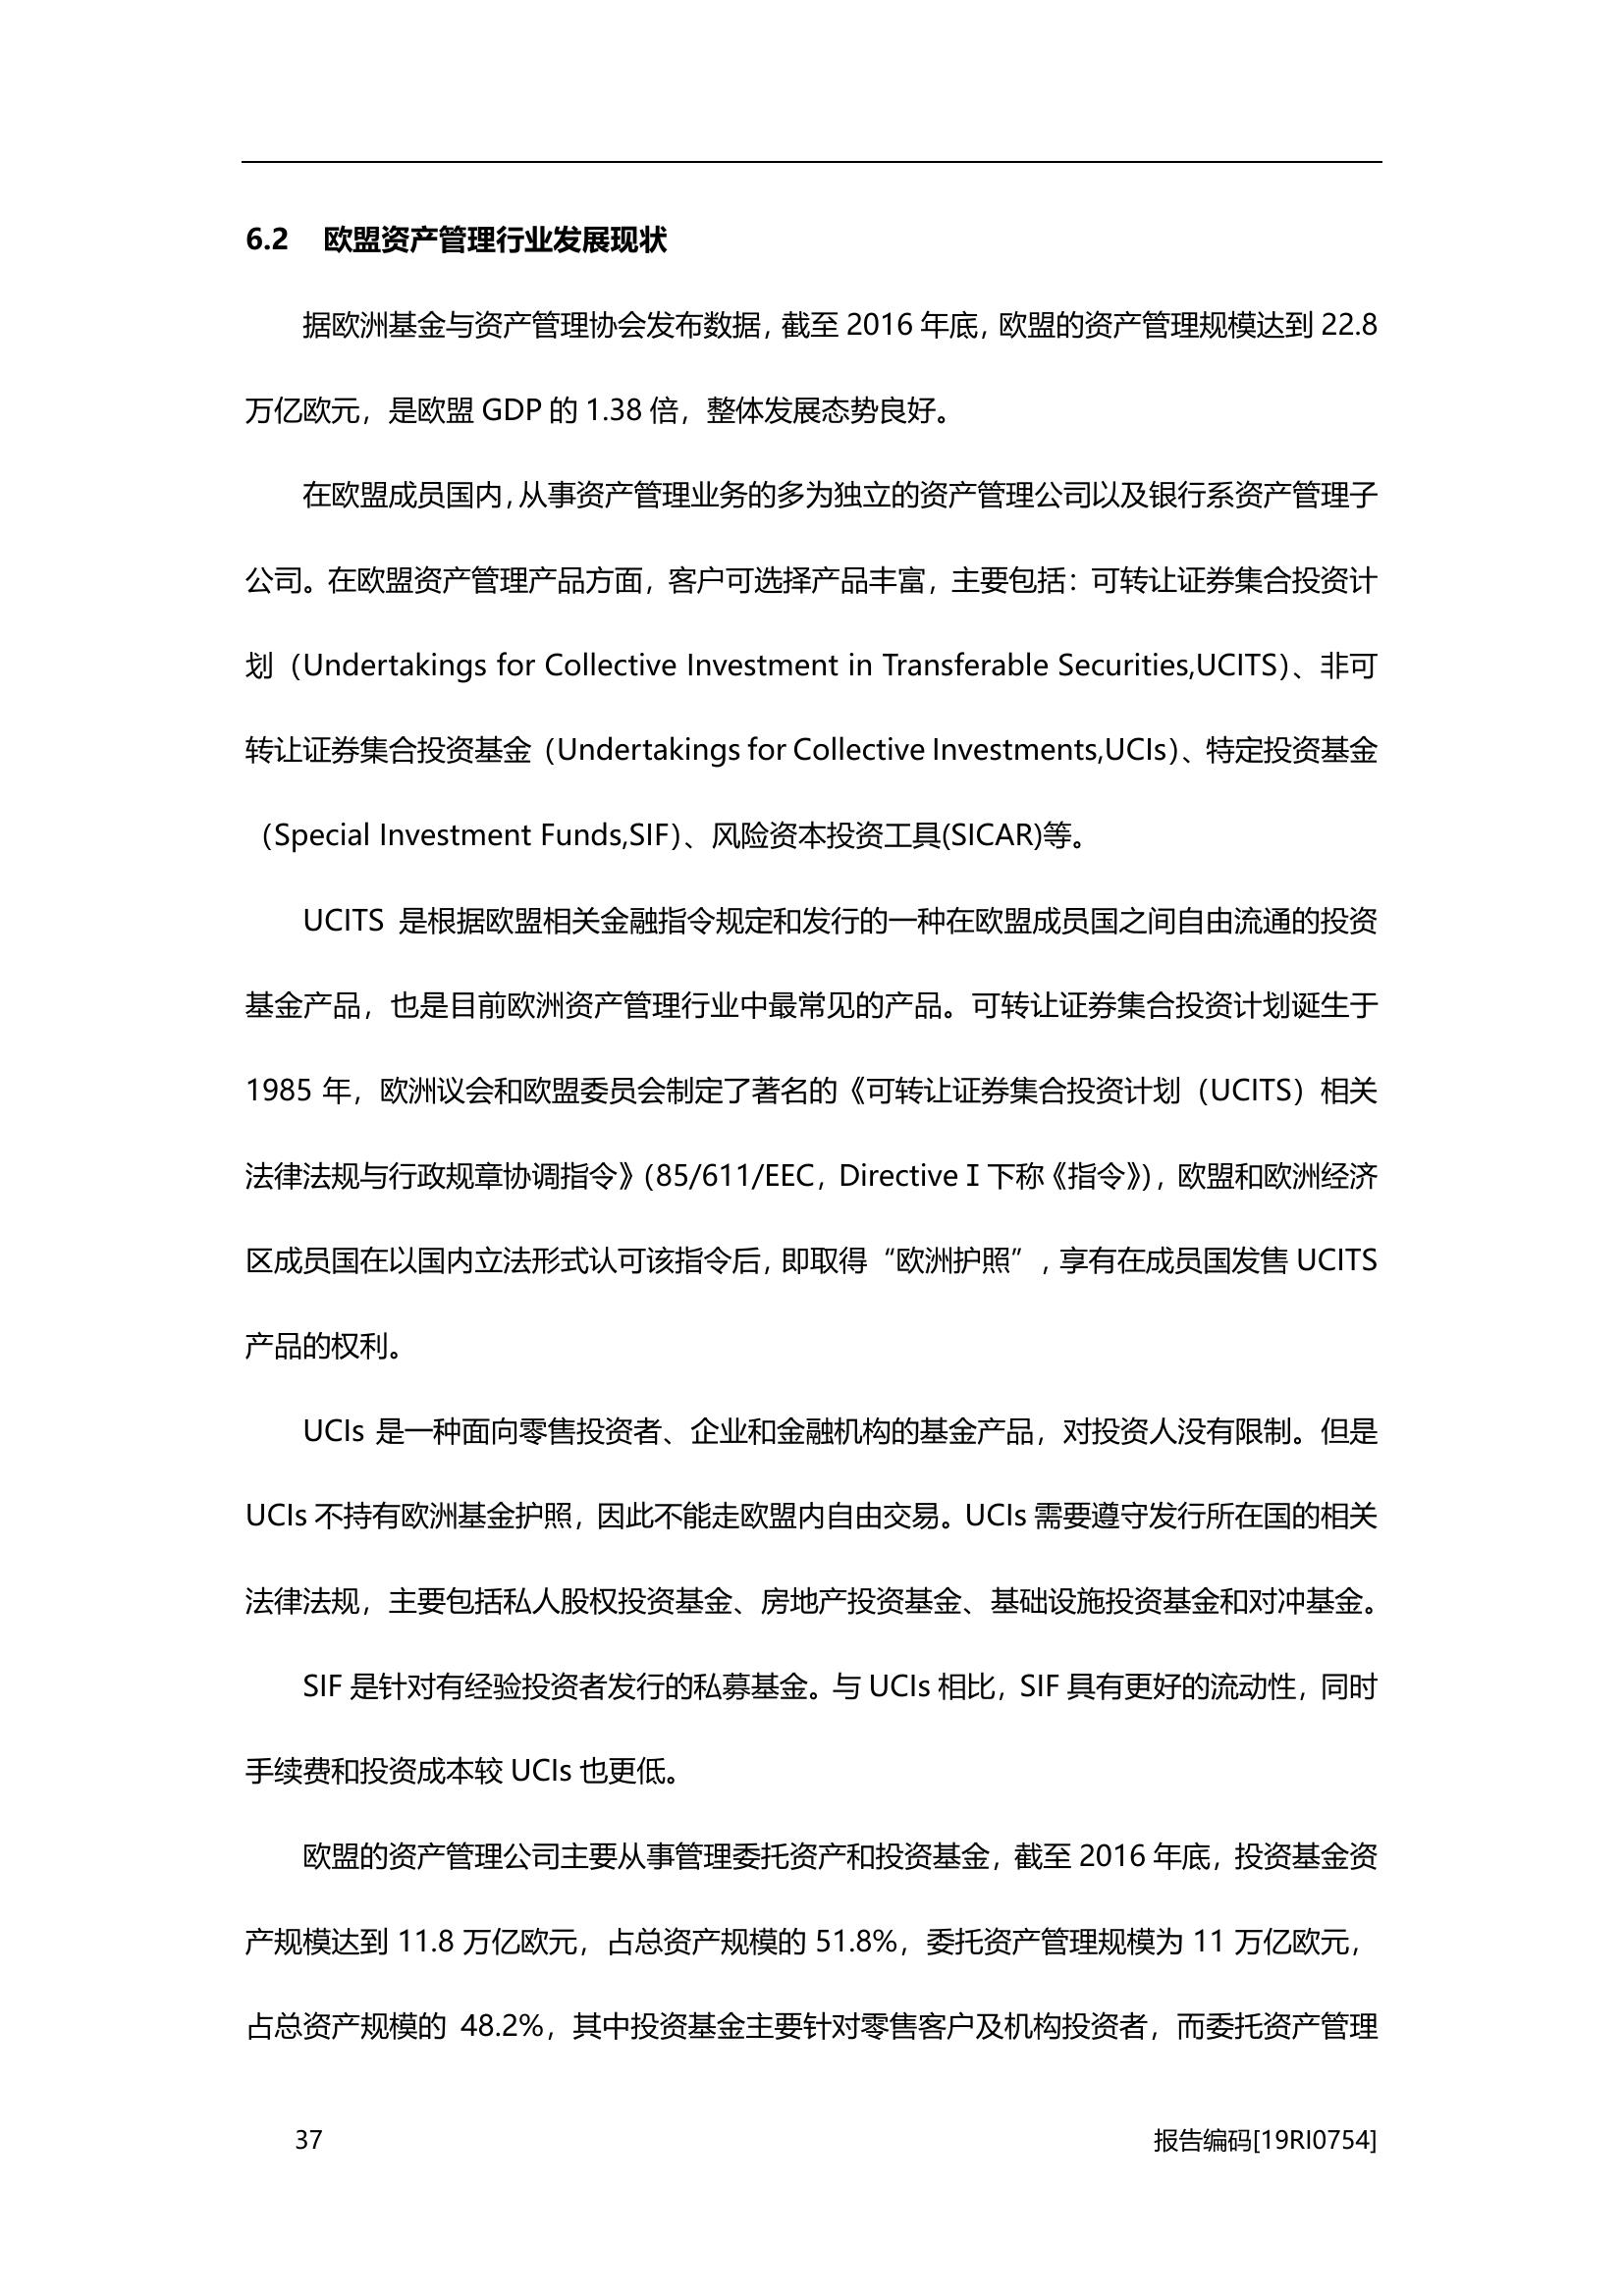 6.2 欧盟资产管理行业发展现状
据欧洲基金与资产管理协会发布数据，截至 2016 年底，欧盟的资产管理规模达到 22.8
万亿欧元，是欧盟 GDP 的 1.38 倍，整体发展态势良好。
在欧盟成员国内，从事资产管理业务的多为独立的资产管理公司以及银行系资产管理子
公司。在欧盟资产管理产品方面，客户可选择产品丰富，主要包括：可转让证券集合投资计
划（Undertakings for Collective Investment in Transferable Securities,UCITS）、非可
转让证券集合投资基金（Undertakings for Collective Investments,UCIs）、特定投资基金
（Special Investment Funds,SIF）、风险资本投资工具(SICAR)等。
UCITS 是根据欧盟相关金融指令规定和发行的一种在欧盟成员国之间自由流通的投资
基金产品，也是目前欧洲资产管理行业中最常见的产品。可转让证券集合投资计划诞生于
1985 年，欧洲议会和欧盟委员会制定了著名的《可转让证券集合投资计划（UCITS）相关
法律法规与行政规章协调指令》（85/611/EEC，Directive I 下称《指令》），欧盟和欧洲经济
区成员国在以国内立法形式认可该指令后，即取得“欧洲护照”，享有在成员国发售 UCITS
产品的权利。
UCIs 是一种面向零售投资者、企业和金融机构的基金产品，对投资人没有限制。但是
UCIs 不持有欧洲基金护照，因此不能走欧盟内自由交易。UCIs 需要遵守发行所在国的相关
法律法规，主要包括私人股权投资基金、房地产投资基金、基础设施投资基金和对冲基金。
SIF 是针对有经验投资者发行的私募基金。与 UCIs 相比，SIF 具有更好的流动性，同时
手续费和投资成本较 UCIs 也更低。
欧盟的资产管理公司主要从事管理委托资产和投资基金，截至 2016 年底，投资基金资
产规模达到 11.8 万亿欧元，占总资产规模的 51.8%，委托资产管理规模为 11 万亿欧元，
占总资产规模的 48.2%，其中投资基金主要针对零售客户及机构投资者，而委托资产管理
37 报告编码[19RI0754]